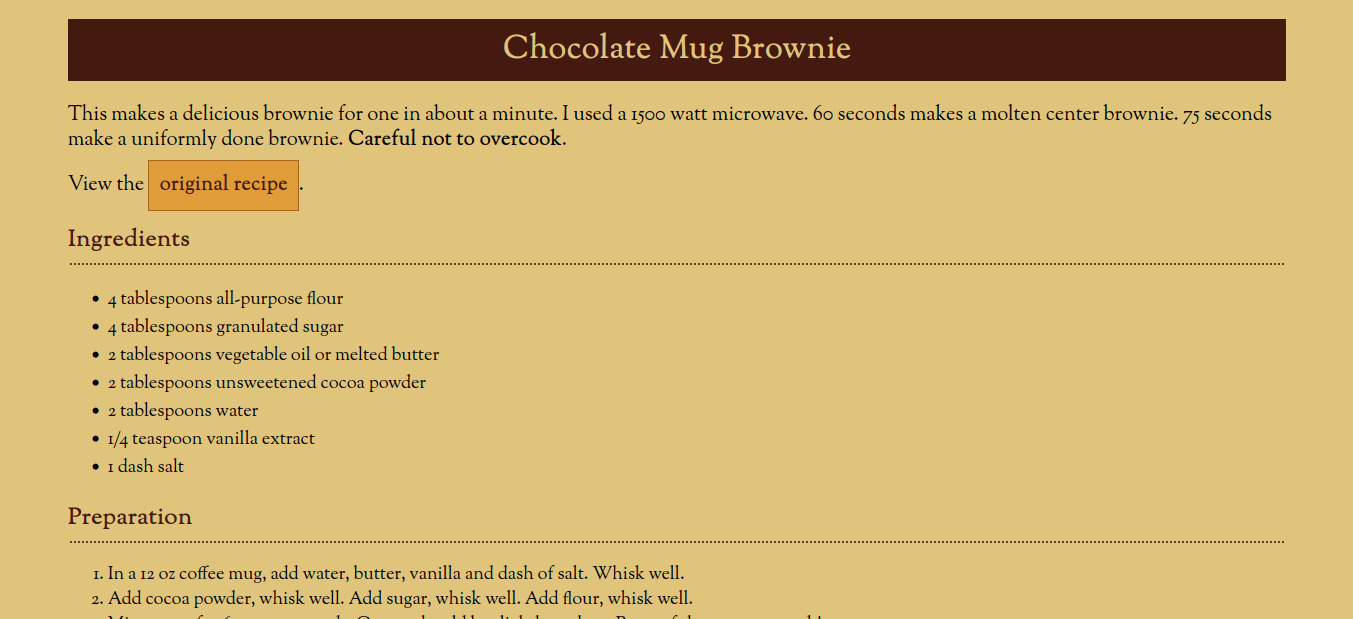 Chocolate Mug Brownie
This makes a delicious brownie for one in about a minute. I used a 1500 watt microwave. 60 seconds makes a molten center brownie. 75 seconds
make a uniformly done brownie. Careful not to overcook.
View the original recipe.
Ingredients
• 4 tablespoons all-purpose flour
• 4 tablespoons granulated sugar
• 2 tablespoons vegetable oil or melted butter
• 2 tablespoons unsweetened cocoa powder
• 2 tablespoons water
• 1/4 teaspoon vanilla extract
• 1 dash salt
Preparation
1. In a 12 oz coffee mug, add water, butter, vanilla and dash of salt. Whisk well.
2. Add cocoa powder, whisk well. Add sugar, whisk well. Add flour, whisk well.